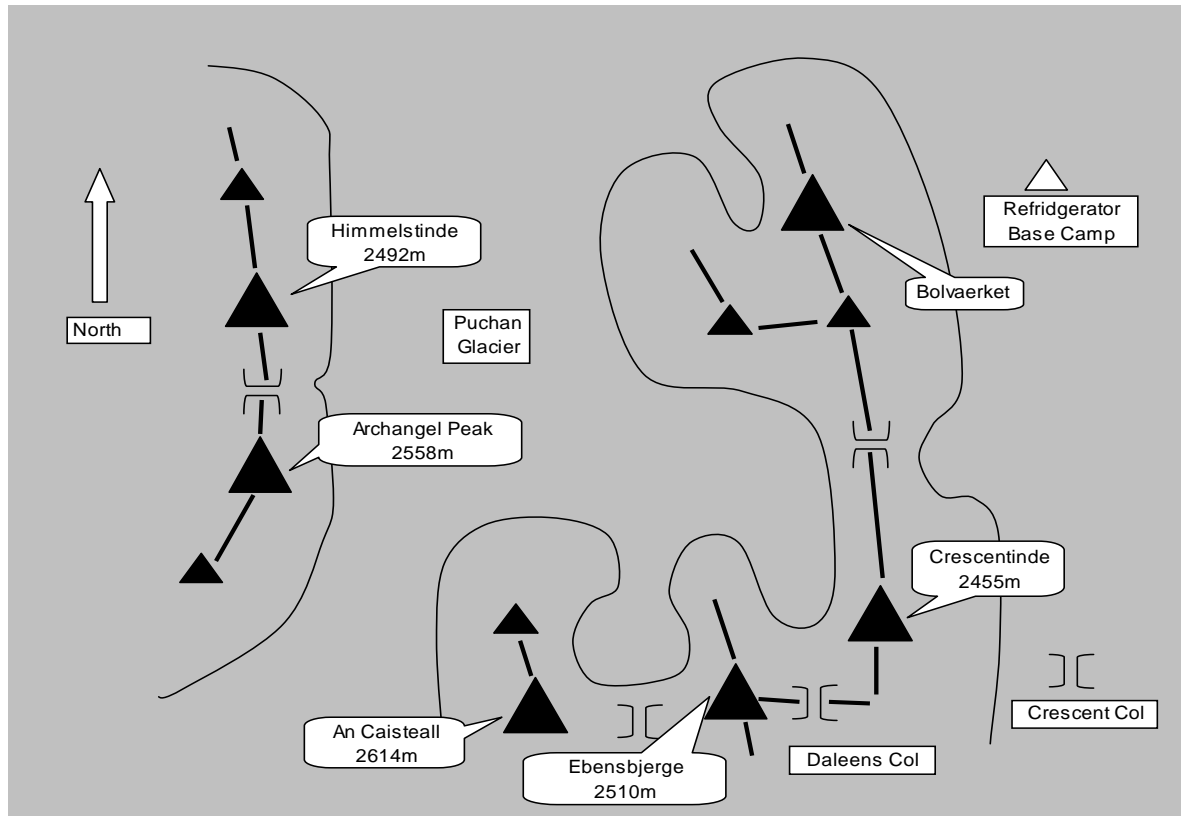 Himmelstinde
2492m
Refridgerator
Base Camp
Bolvaerket
North
Puchan
Glacier
Archangel Peak
2558m
Crescentinde
2455m
An Caisteall
2614m
Ebensbjerge
2510m
Daleens Col
Crescent Col